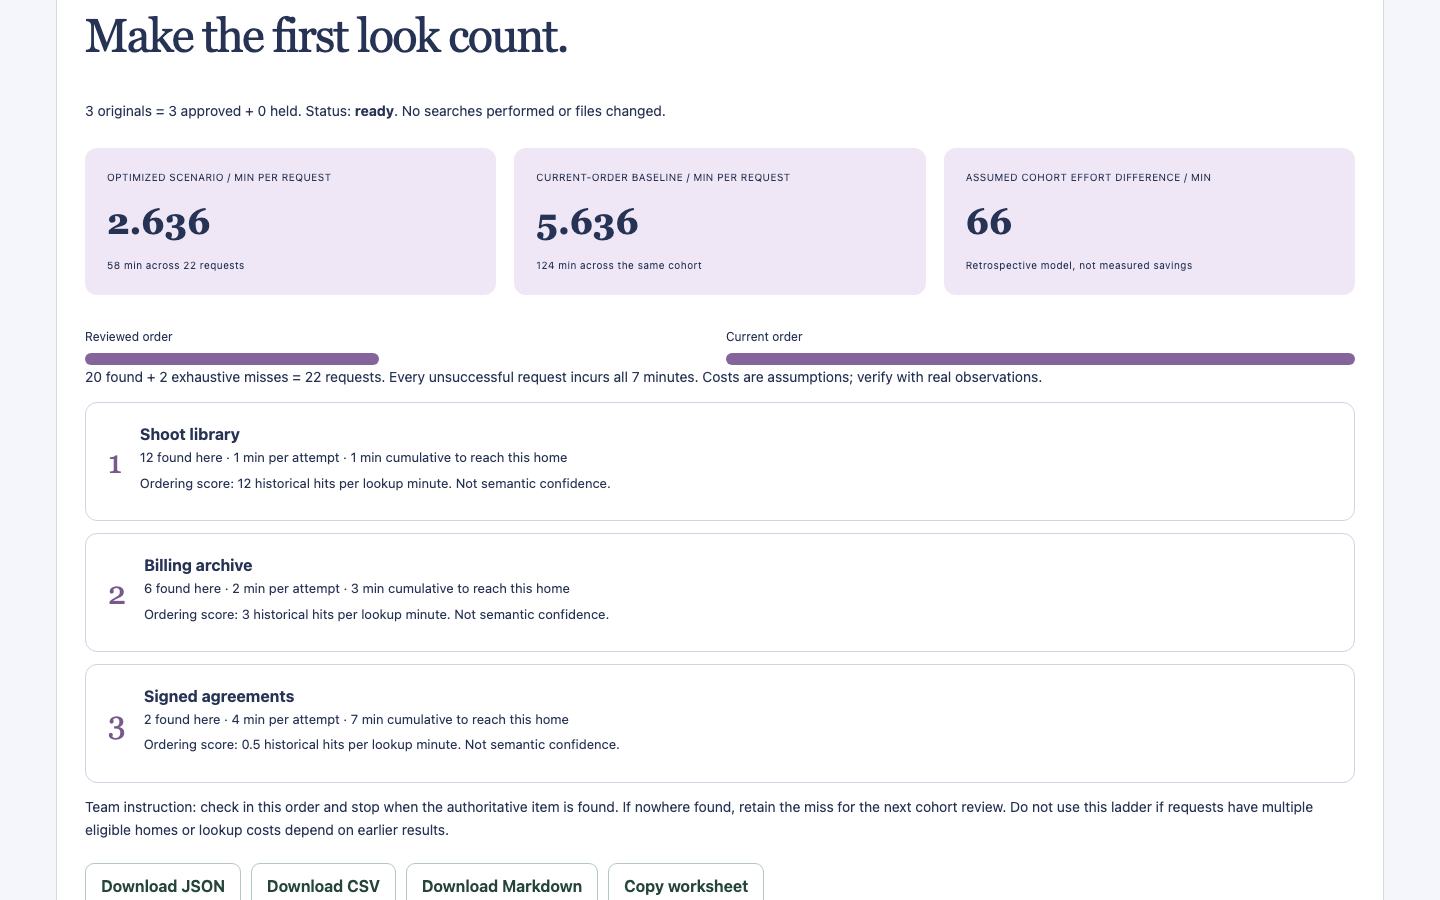 Make the first look count.
3 originals = 3 approved + 0 held. Status: ready. No searches performed or files changed.
OPTIMIZED SCENARIO / MIN PER REQUEST
2.636
58 min across 22 requests
CURRENT-ORDER BASELINE / MIN PER REQUEST
5.636
124 min across the same cohort
ASSUMED COHORT EFFORT DIFFERENCE / MIN
66
Retrospective model, not measured savings
Reviewed order
Current order
20 found + 2 exhaustive misses = 22 requests. Every unsuccessful request incurs all 7 minutes. Costs are assumptions; verify with real observations.
1
Shoot library
12 found here · 1 min per attempt · 1 min cumulative to reach this home
Ordering score: 12 historical hits per lookup minute. Not semantic confidence.
2
Billing archive
6 found here · 2 min per attempt · 3 min cumulative to reach this home
Ordering score: 3 historical hits per lookup minute. Not semantic confidence.
3
Signed agreements
2 found here · 4 min per attempt · 7 min cumulative to reach this home
Ordering score: 0.5 historical hits per lookup minute. Not semantic confidence.
Team instruction: check in this order and stop when the authoritative item is found. If nowhere found, retain the miss for the next cohort review. Do not use this ladder if requests have multiple
eligible homes or lookup costs depend on earlier results.
Download JSON
Download CSV
Download Markdown
Copy worksheet